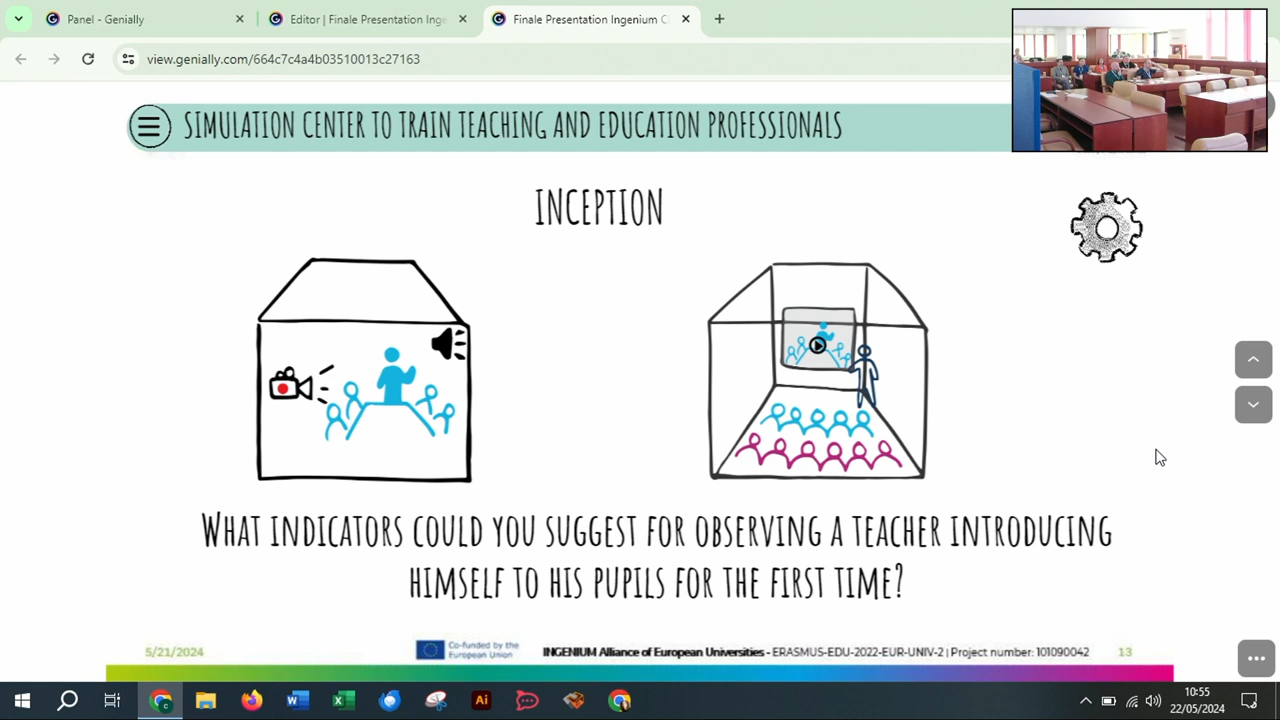 Panel - Genially
Editor | Finale Presentation Inge
Finale Presentation Ingenium C
view.genially.com/664c7c4a4b03510013c27163
SIMULATION CENTER TO TRAIN TEACHING AND EDUCATION PROFESSIONALS
INCEPTION
WHAT INDICATORS COULD YOU SUGGEST FOR OBSERVING A TEACHER INTRODUCING
HIMSELF TO HIS PUPILS FOR THE FIRST TIME?
5/21/2024
Co-funded by the
European Union
INGENIUM Alliance of European Universities - ERASMUS-EDU-2022-EUR-UNIV-2 | Project number: 101090042
13
W
X
Ai
10:55
22/05/2024